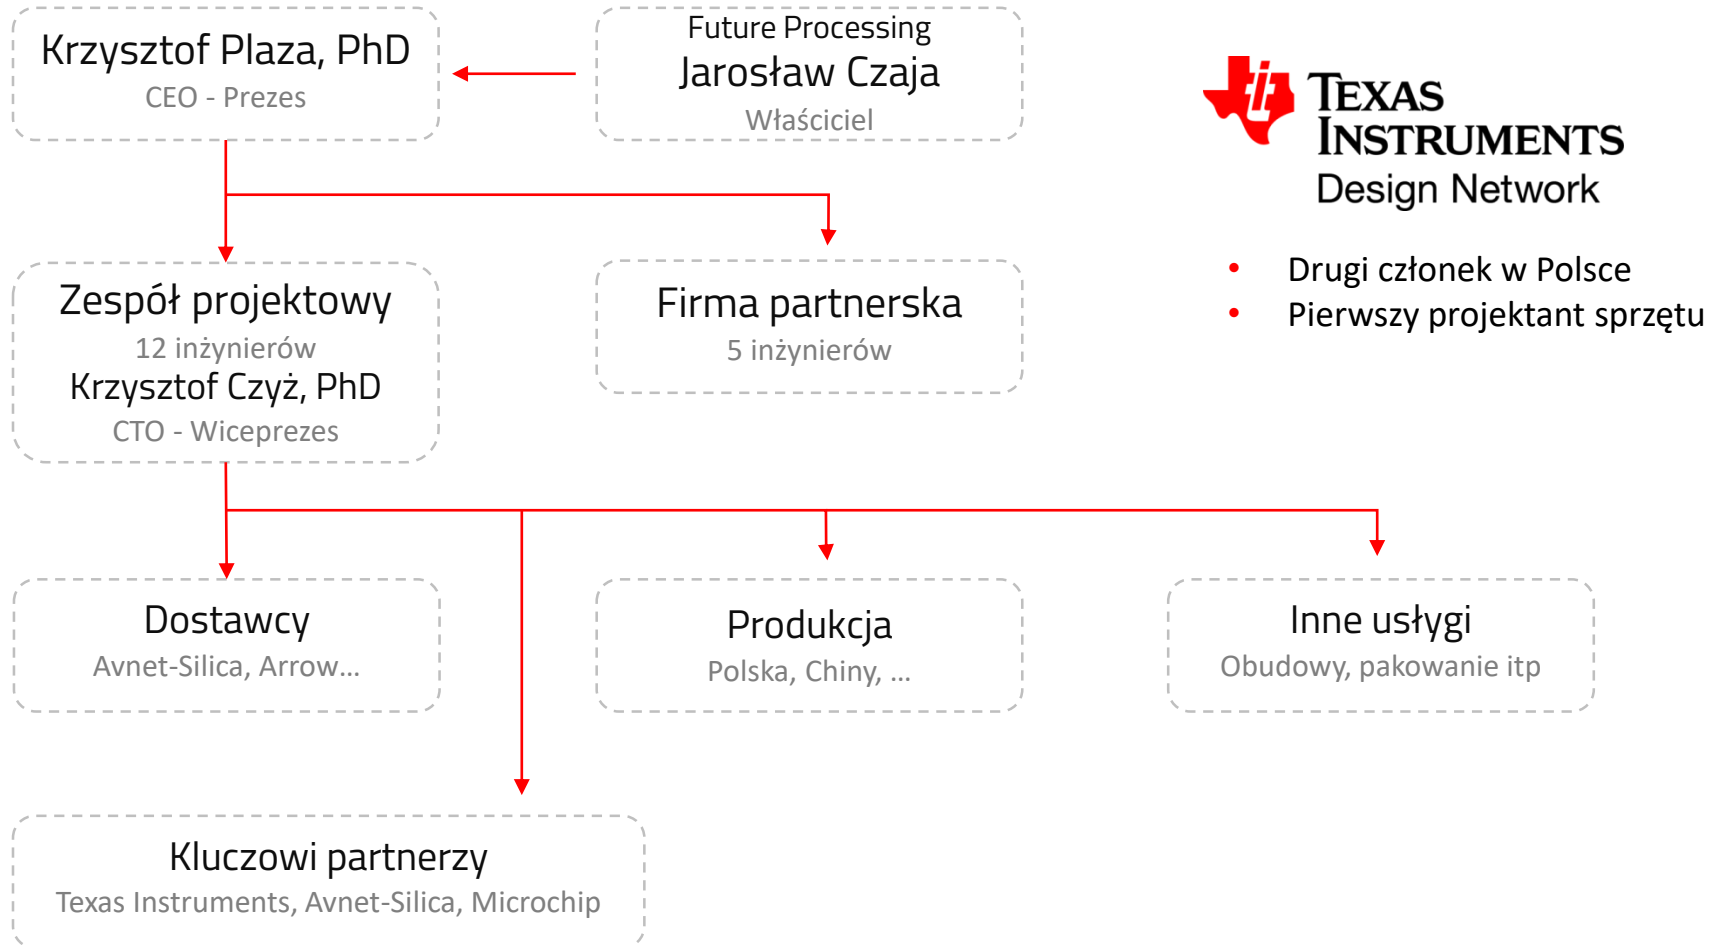 Krzysztof Plaza, PhD
CEO - Prezes
Future Processing
Jarosław Czaja
Właściciel
TEXAS
INSTRUMENTS
Design Network
• Drugi członek w Polsce
• Pierwszy projektant sprzętu
Zespół projektowy
12 inżynierów
Krzysztof Czyż, PhD
CTO - Wiceprezes
Firma partnerska
5 inżynierów
Dostawcy
Avnet-Silica, Arrow...
Produkcja
Polska, Chiny, ...
Inne usłygi
Obudowy, pakowanie itp
Kluczowi partnerzy
Texas Instruments, Avnet-Silica, Microchip